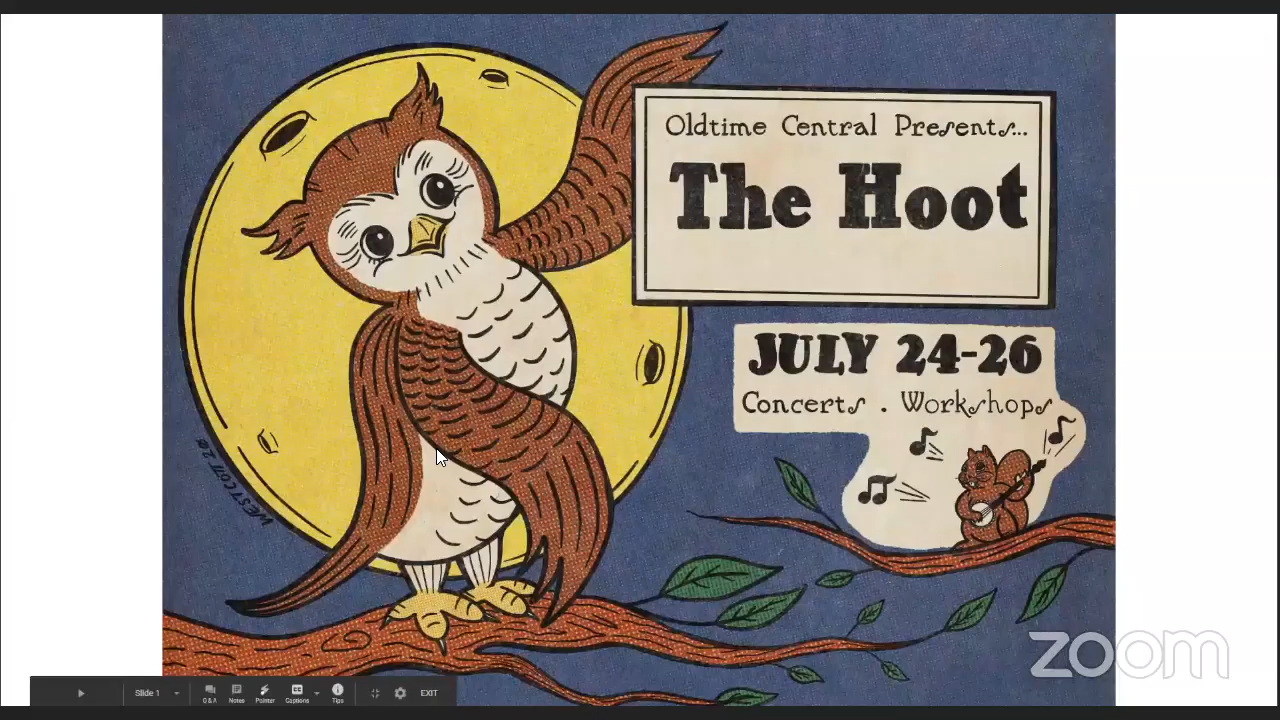 Oldtime Central Presents...
The Hoot
JULY 24-26
Concerts . Workshops
WESTCOTT 20
zoom
Slide 1
Q & A
Notes
Pointer
Captions
Tips
EXIT